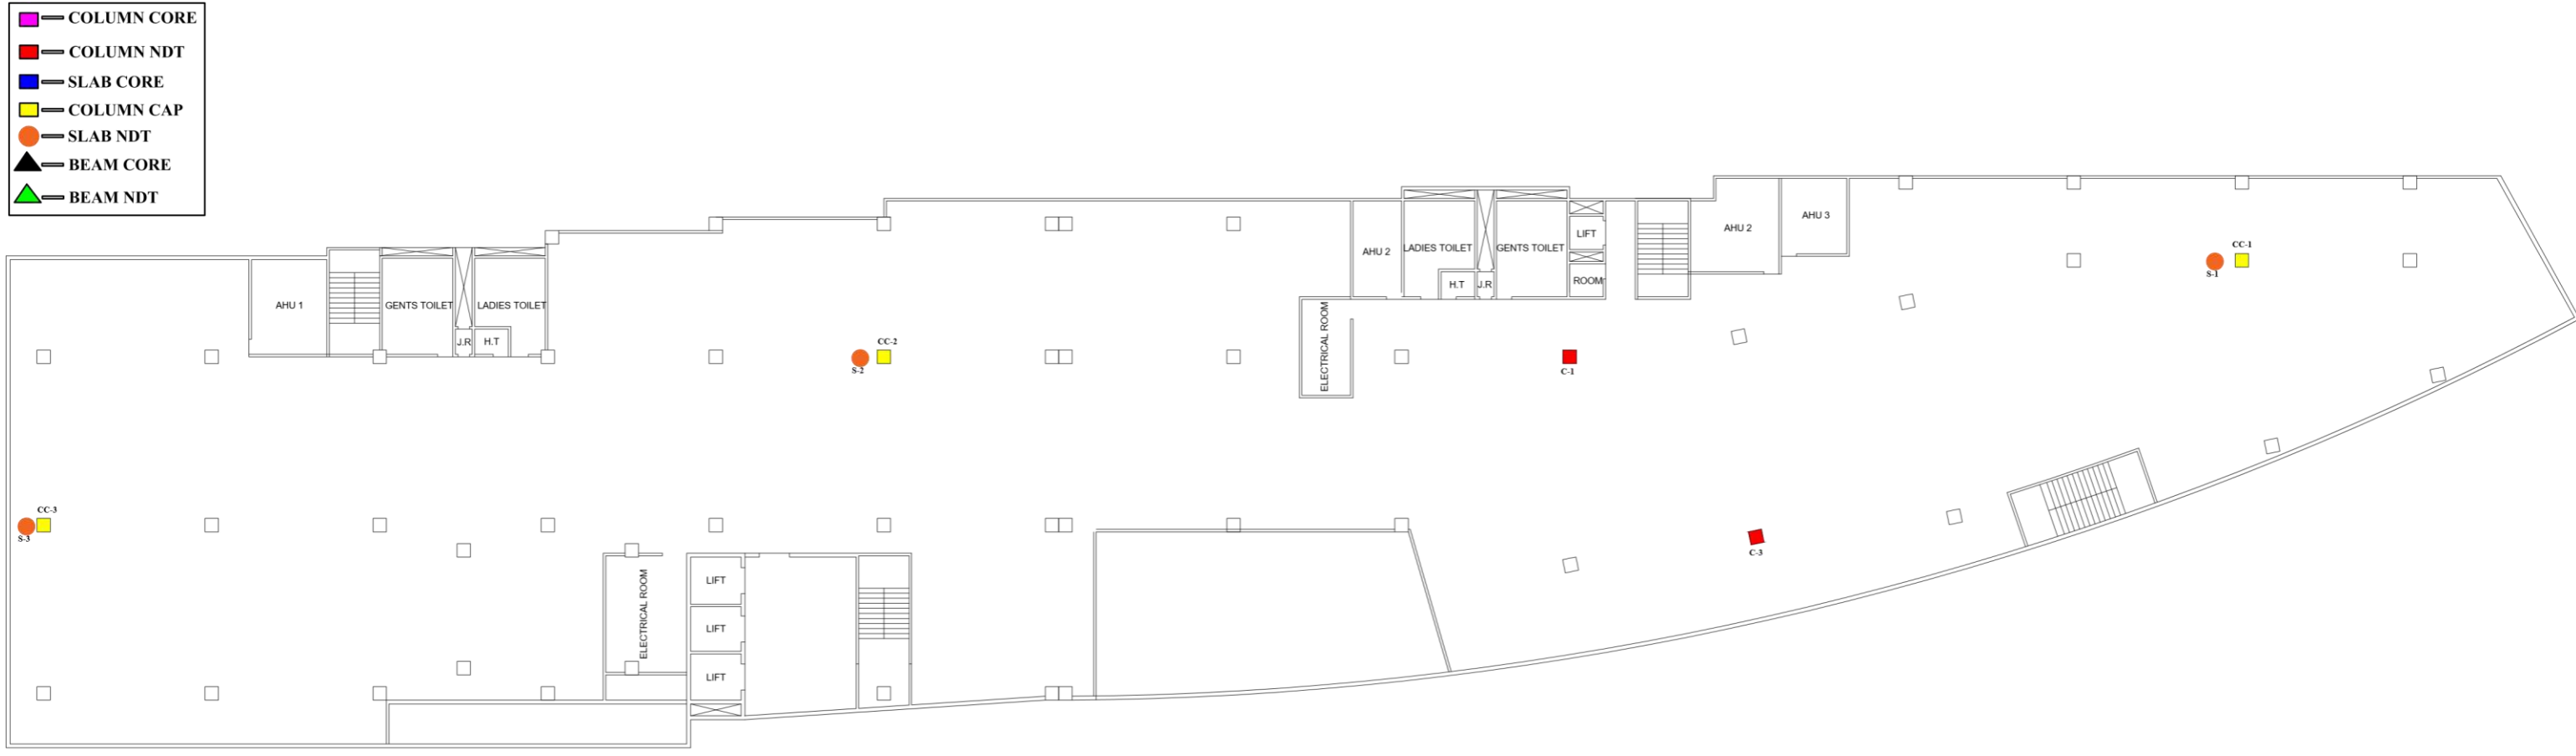 COLUMN CORE
COLUMN NDT
SLAB CORE
COLUMN CAP
SLAB NDT
BEAM CORE
BEAM NDT
AHU 1
GENTS TOILET
J.R
LADIES TOILET
H.T
CC-2
S-2
CC-3
S-3
ELECTRICAL ROOM
LIFT
LIFT
LIFT
ELECTRICAL ROOM
AHU 2
LADIES TOILET
H.T
J.R
GENTS TOILET
LIFT
ROOM
AHU 2
AHU 3
C-1
C-3
CC-1
S-1